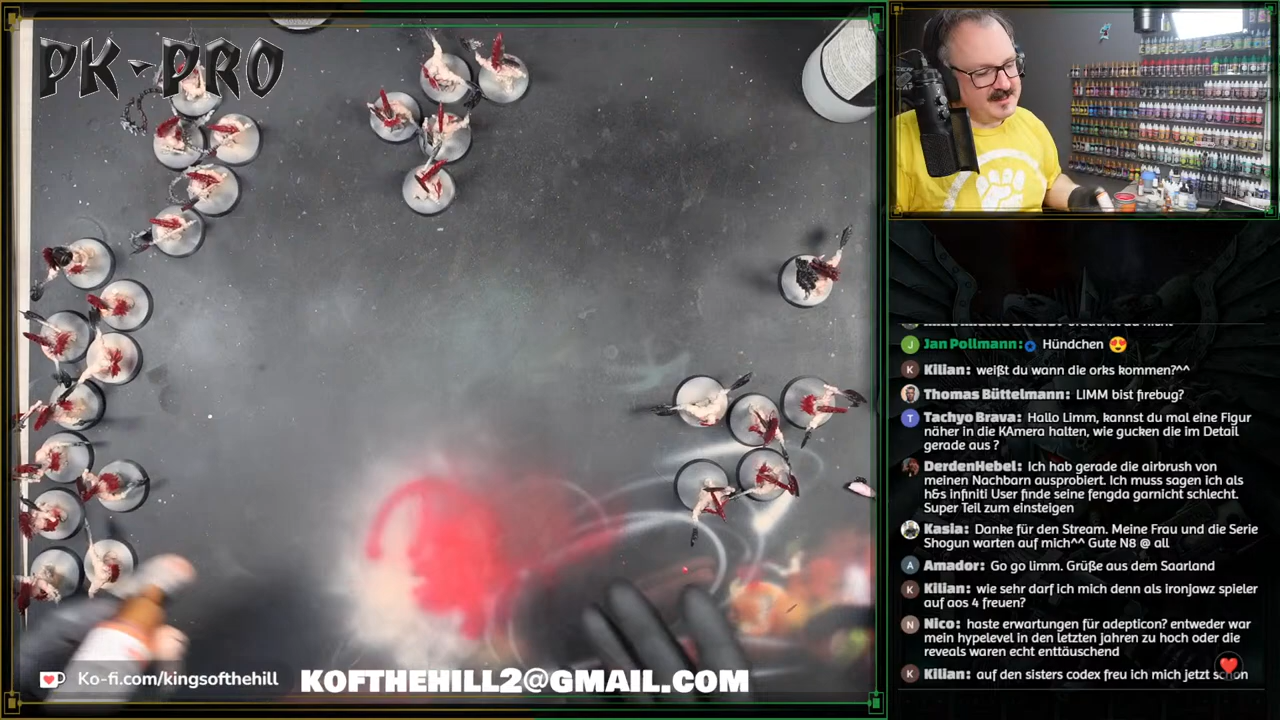 PK-PRO
Jan Pollmann: Hündchen 😍
Kilian: weißt du wann die orks kommen?^^
Thomas Büttelmann: LIMM bist firebug?
Tachyo Brava: Hallo Limm, kannst du mal eine Figur
näher in die KAmera halten, wie gucken die im Detail
gerade aus ?
DerdenHebel: Ich hab gerade die airbrush von
meinen Nachbarn ausprobiert. Ich muss sagen ich als
h&s infiniti User finde seine fengda garnicht schlecht.
Super Teil zum einsteigen
Kasia: Danke für den Stream. Meine Frau und die Serie
Shogun warten auf mich^^ Gute N8 @ all
Amador: Go go limm. Grüße aus dem Saarland
Kilian: wie sehr darf ich mich denn als ironjawz spieler
auf aos 4 freuen?
Nico: haste erwartungen für adepticon? entweder war
mein hypelevel in den letzten jahren zu hoch oder die
reveals waren echt enttäuschend
Kilian: auf den sisters codex freu ich mich jetzt schon
Ko-fi.com/kingsofthehill
KOFTHEHILL2@GMAIL.COM